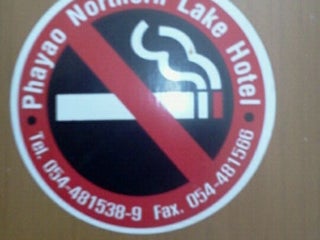 Phayao Northern Lake Hotel
Tel. 054-481538-9 Fax. 054-481566